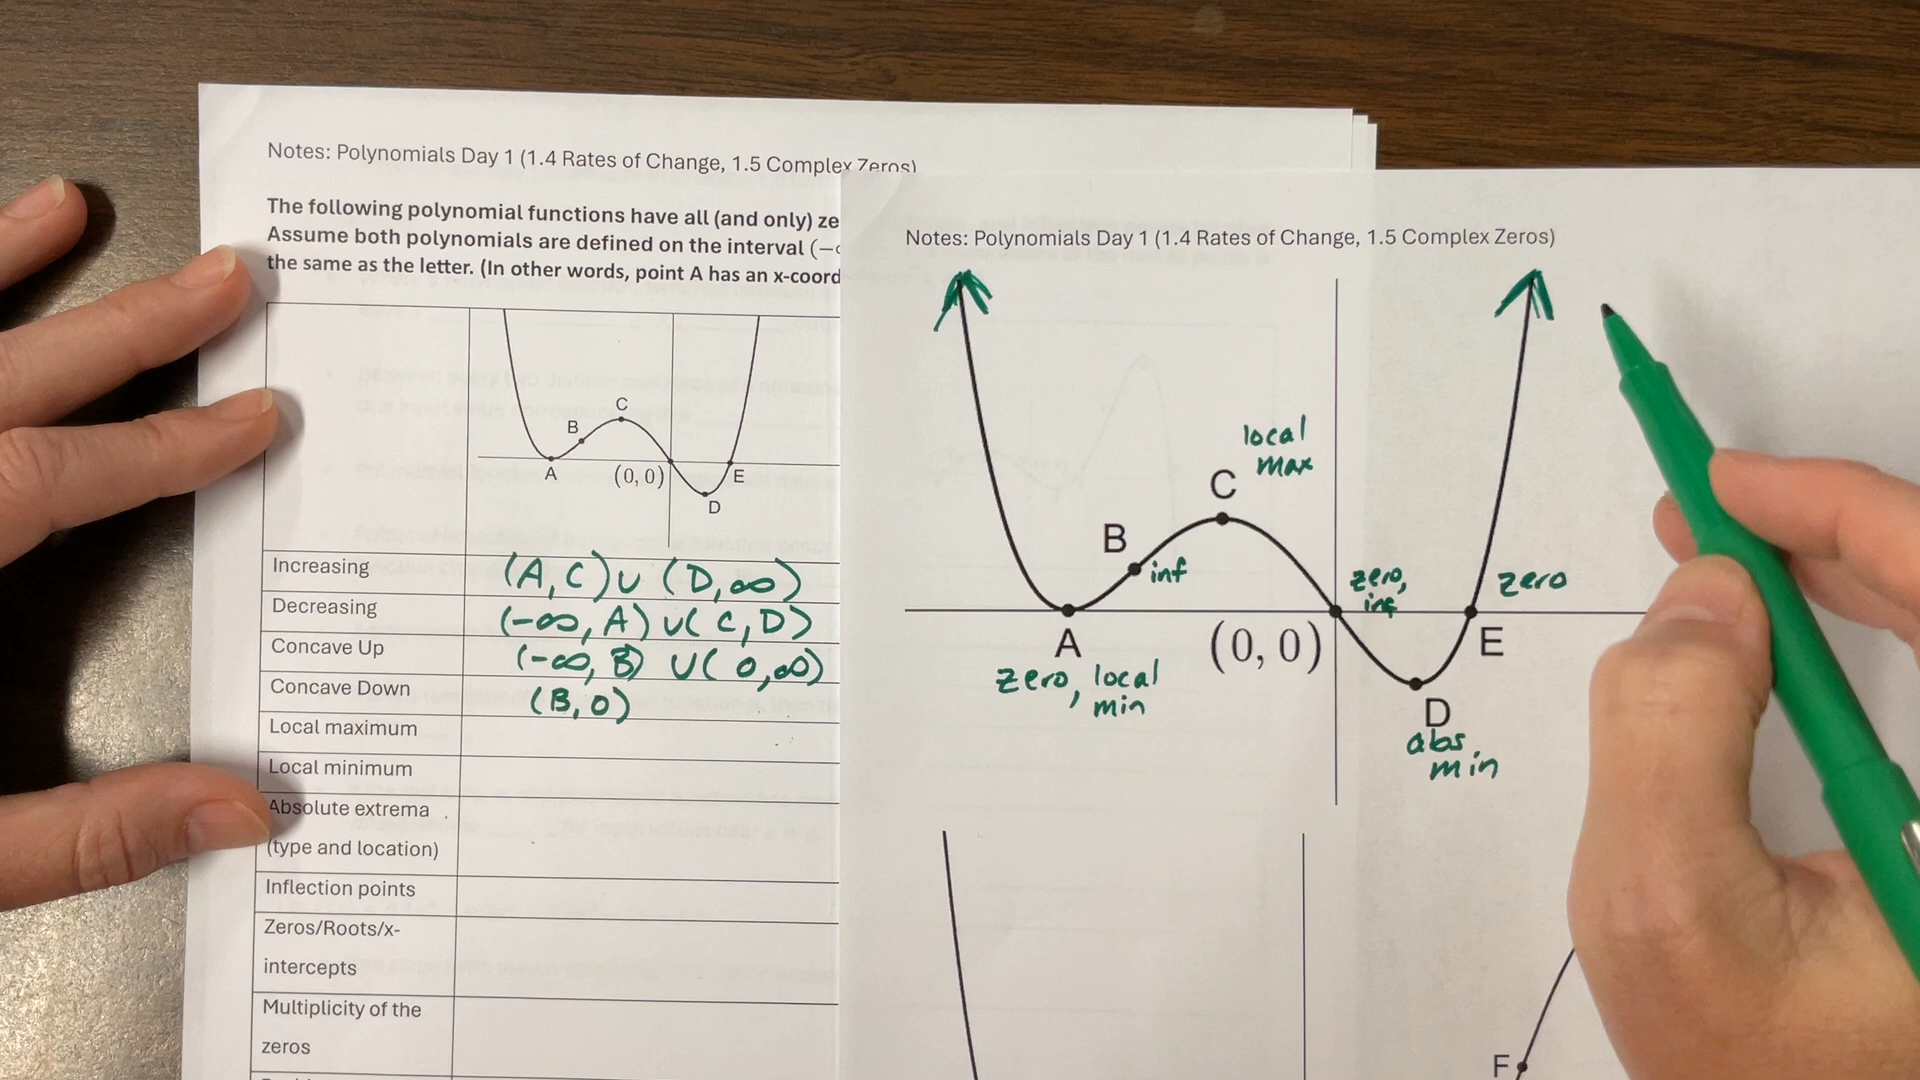 Notes: Polynomials Day 1 (1.4 Rates of Change, 1.5 Complex Zeros)
The following polynomial functions have all (and only) ze
Assume both polynomials are defined on the interval (−
the same as the letter. (In other words, point A has an x-coord
C
B
A
(0, 0)
E
D
Increasing (A, C) ∪ (D, ∞)
Decreasing (-∞, A) ∪ (C, D)
Concave Up (-∞, B) ∪ (0, ∞)
Concave Down (B, 0)
Local maximum
Local minimum
Absolute extrema
(type and location)
Inflection points
Zeros/Roots/x-
intercepts
Multiplicity of the
zeros
Notes: Polynomials Day 1 (1.4 Rates of Change, 1.5 Complex Zeros)
local
max
C
B
inf
zero,
inf
zero
A
(0, 0)
E
zero, local
min
D
abs.
min
F